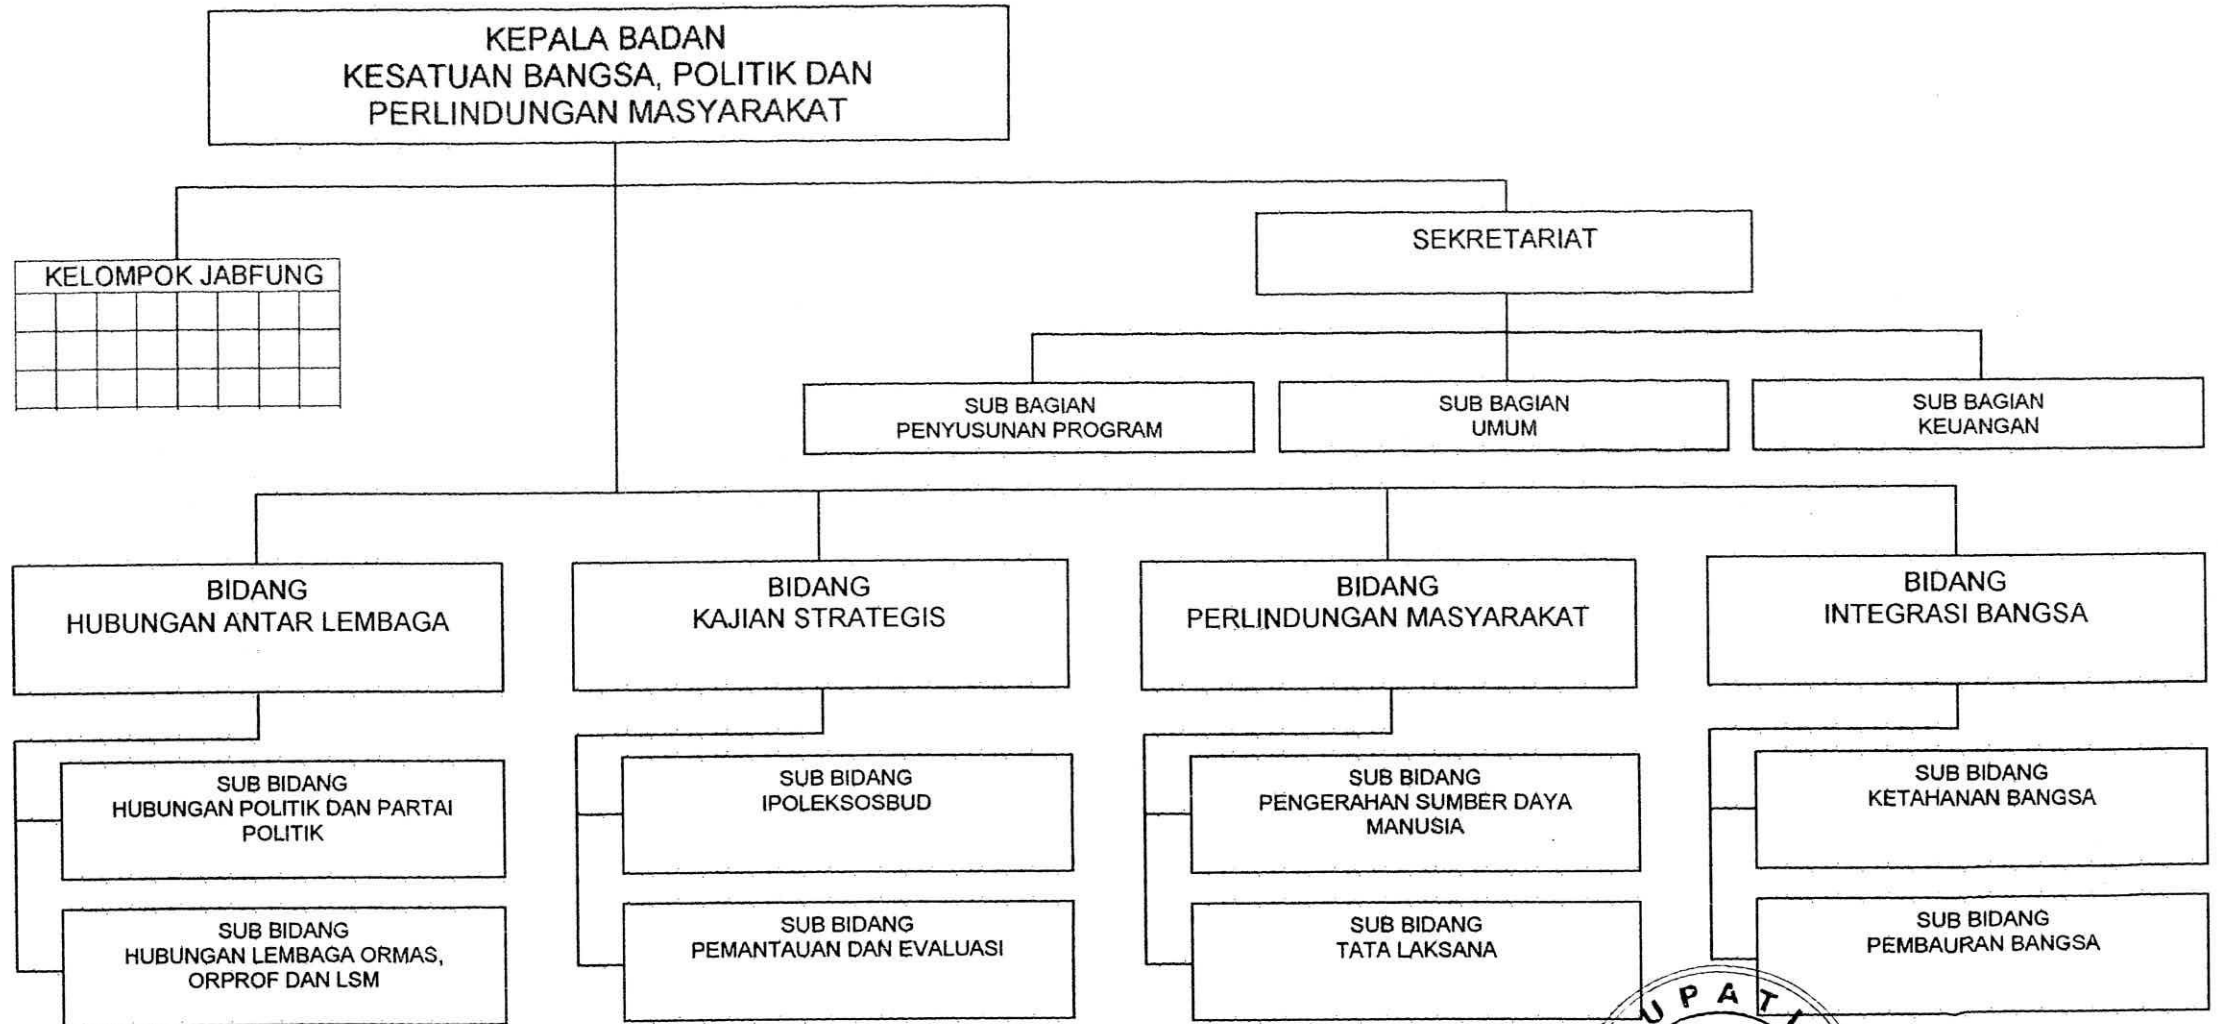 KEPALA BADAN
KESATUAN BANGSA, POLITIK DAN
PERLINDUNGAN MASYARAKAT
SEKRETARIAT
KELOMPOK JABFUNG
SUB BAGIAN
PENYUSUNAN PROGRAM
SUB BAGIAN
UMUM
SUB BAGIAN
KEUANGAN
BIDANG
HUBUNGAN ANTAR LEMBAGA
BIDANG
KAJIAN STRATEGIS
BIDANG
PERLINDUNGAN MASYARAKAT
BIDANG
INTEGRASI BANGSA
SUB BIDANG
HUBUNGAN POLITIK DAN PARTAI
POLITIK
SUB BIDANG
IPOLEKSOSBUD
SUB BIDANG
PENGERAHAN SUMBER DAYA
MANUSIA
SUB BIDANG
KETAHANAN BANGSA
SUB BIDANG
HUBUNGAN LEMBAGA ORMAS,
ORPROF DAN LSM
SUB BIDANG
PEMANTAUAN DAN EVALUASI
SUB BIDANG
TATA LAKSANA
SUB BIDANG
PEMBAURAN BANGSA